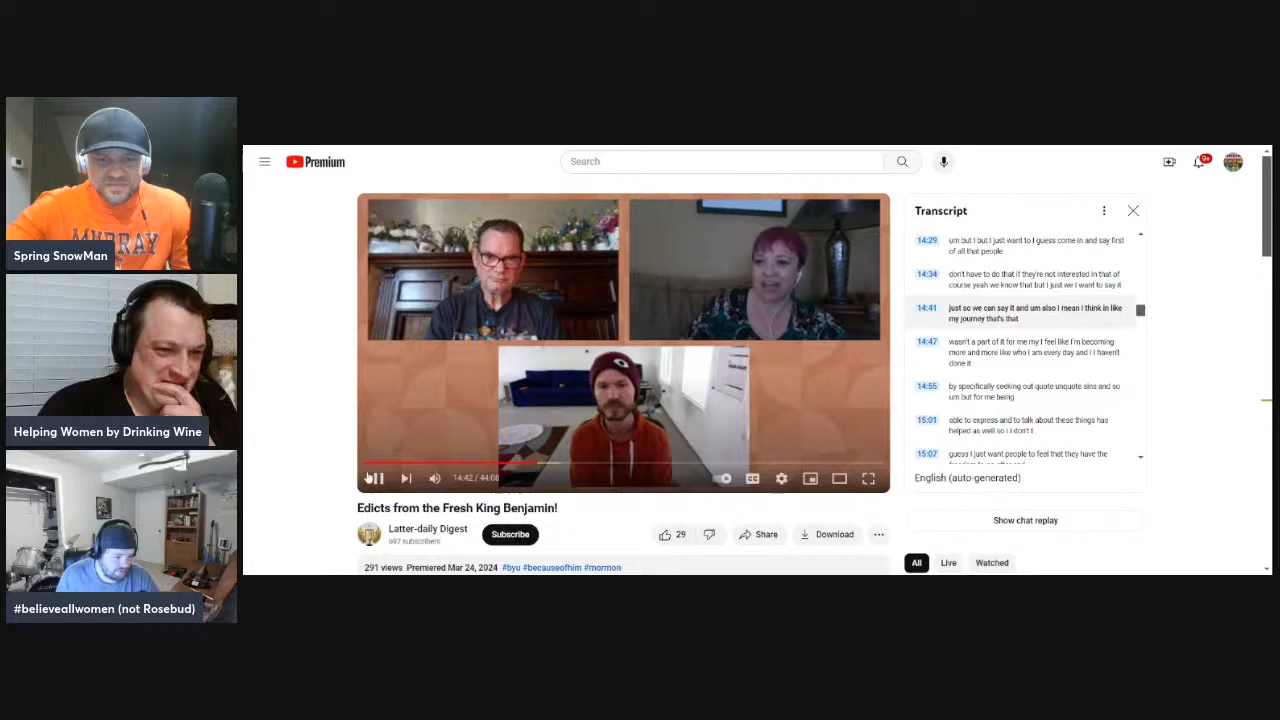 MURRAY
Spring SnowMan
Helping Women by Drinking Wine
#believeallwomen (not Rosebud)
Premium
Search
9+
14:42 / 44:08
Edicts from the Fresh King Benjamin!
Latter-daily Digest
697 subscribers
Subscribe
29
Share
Download
291 views Premiered Mar 24, 2024 #byu #becauseofhim #mormon
Transcript
14:29 um but I but I just want to I guess come in and say first
of all that people
14:34 don't have to do that if they're not interested in that of
course yeah we know that but I just we I want to say it
14:41 just so we can say it and um also I mean I think in like
my journey that's that
14:47 wasn't a part of it for me my I feel like I'm becoming
more and more like who I am every day and I I haven't
done it
14:55 by specifically seeking out quote unquote sins and so
um but for me being
15:01 able to express and to talk about these things has
helped as well so I I don't I
15:07 guess I just want people to feel that they have the
English (auto-generated)
Show chat replay
All
Live
Watched